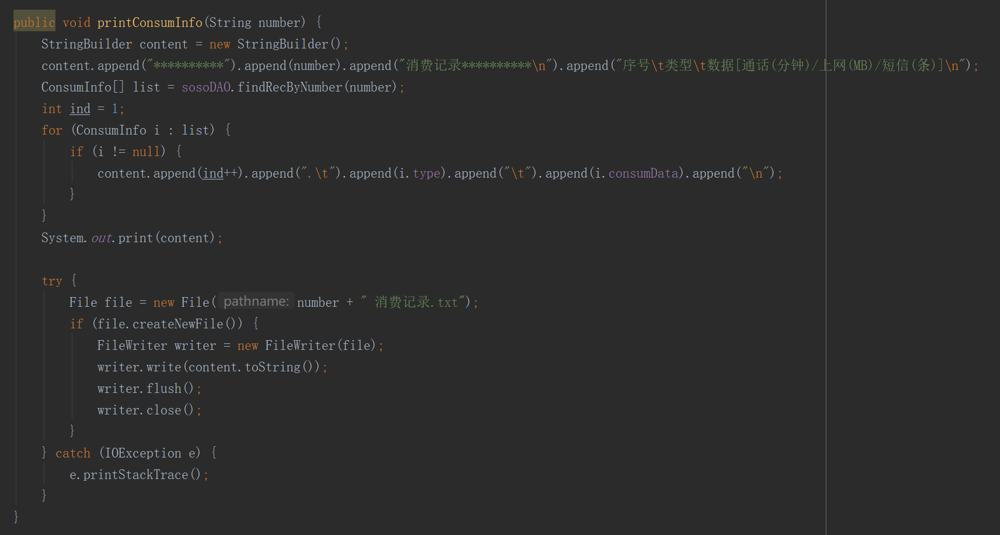 public void printConsumInfo(String number) {
    StringBuilder content = new StringBuilder();
    content.append("**********").append(number).append("消费记录**********\n").append("序号\t类型\t数据[通话(分钟)/上网(MB)/短信(条)]\n");
    ConsumInfo[] list = sosoDAO.findRecByNumber(number);
    int ind = 1;
    for (ConsumInfo i : list) {
        if (i != null) {
            content.append(ind++).append(".\t").append(i.type).append("\t").append(i.consumData).append("\n");
        }
    }
    System.out.print(content);
    try {
        File file = new File( pathname: number + " 消费记录.txt");
        if (file.createNewFile()) {
            FileWriter writer = new FileWriter(file);
            writer.write(content.toString());
            writer.flush();
            writer.close();
        }
    } catch (IOException e) {
        e.printStackTrace();
    }
}